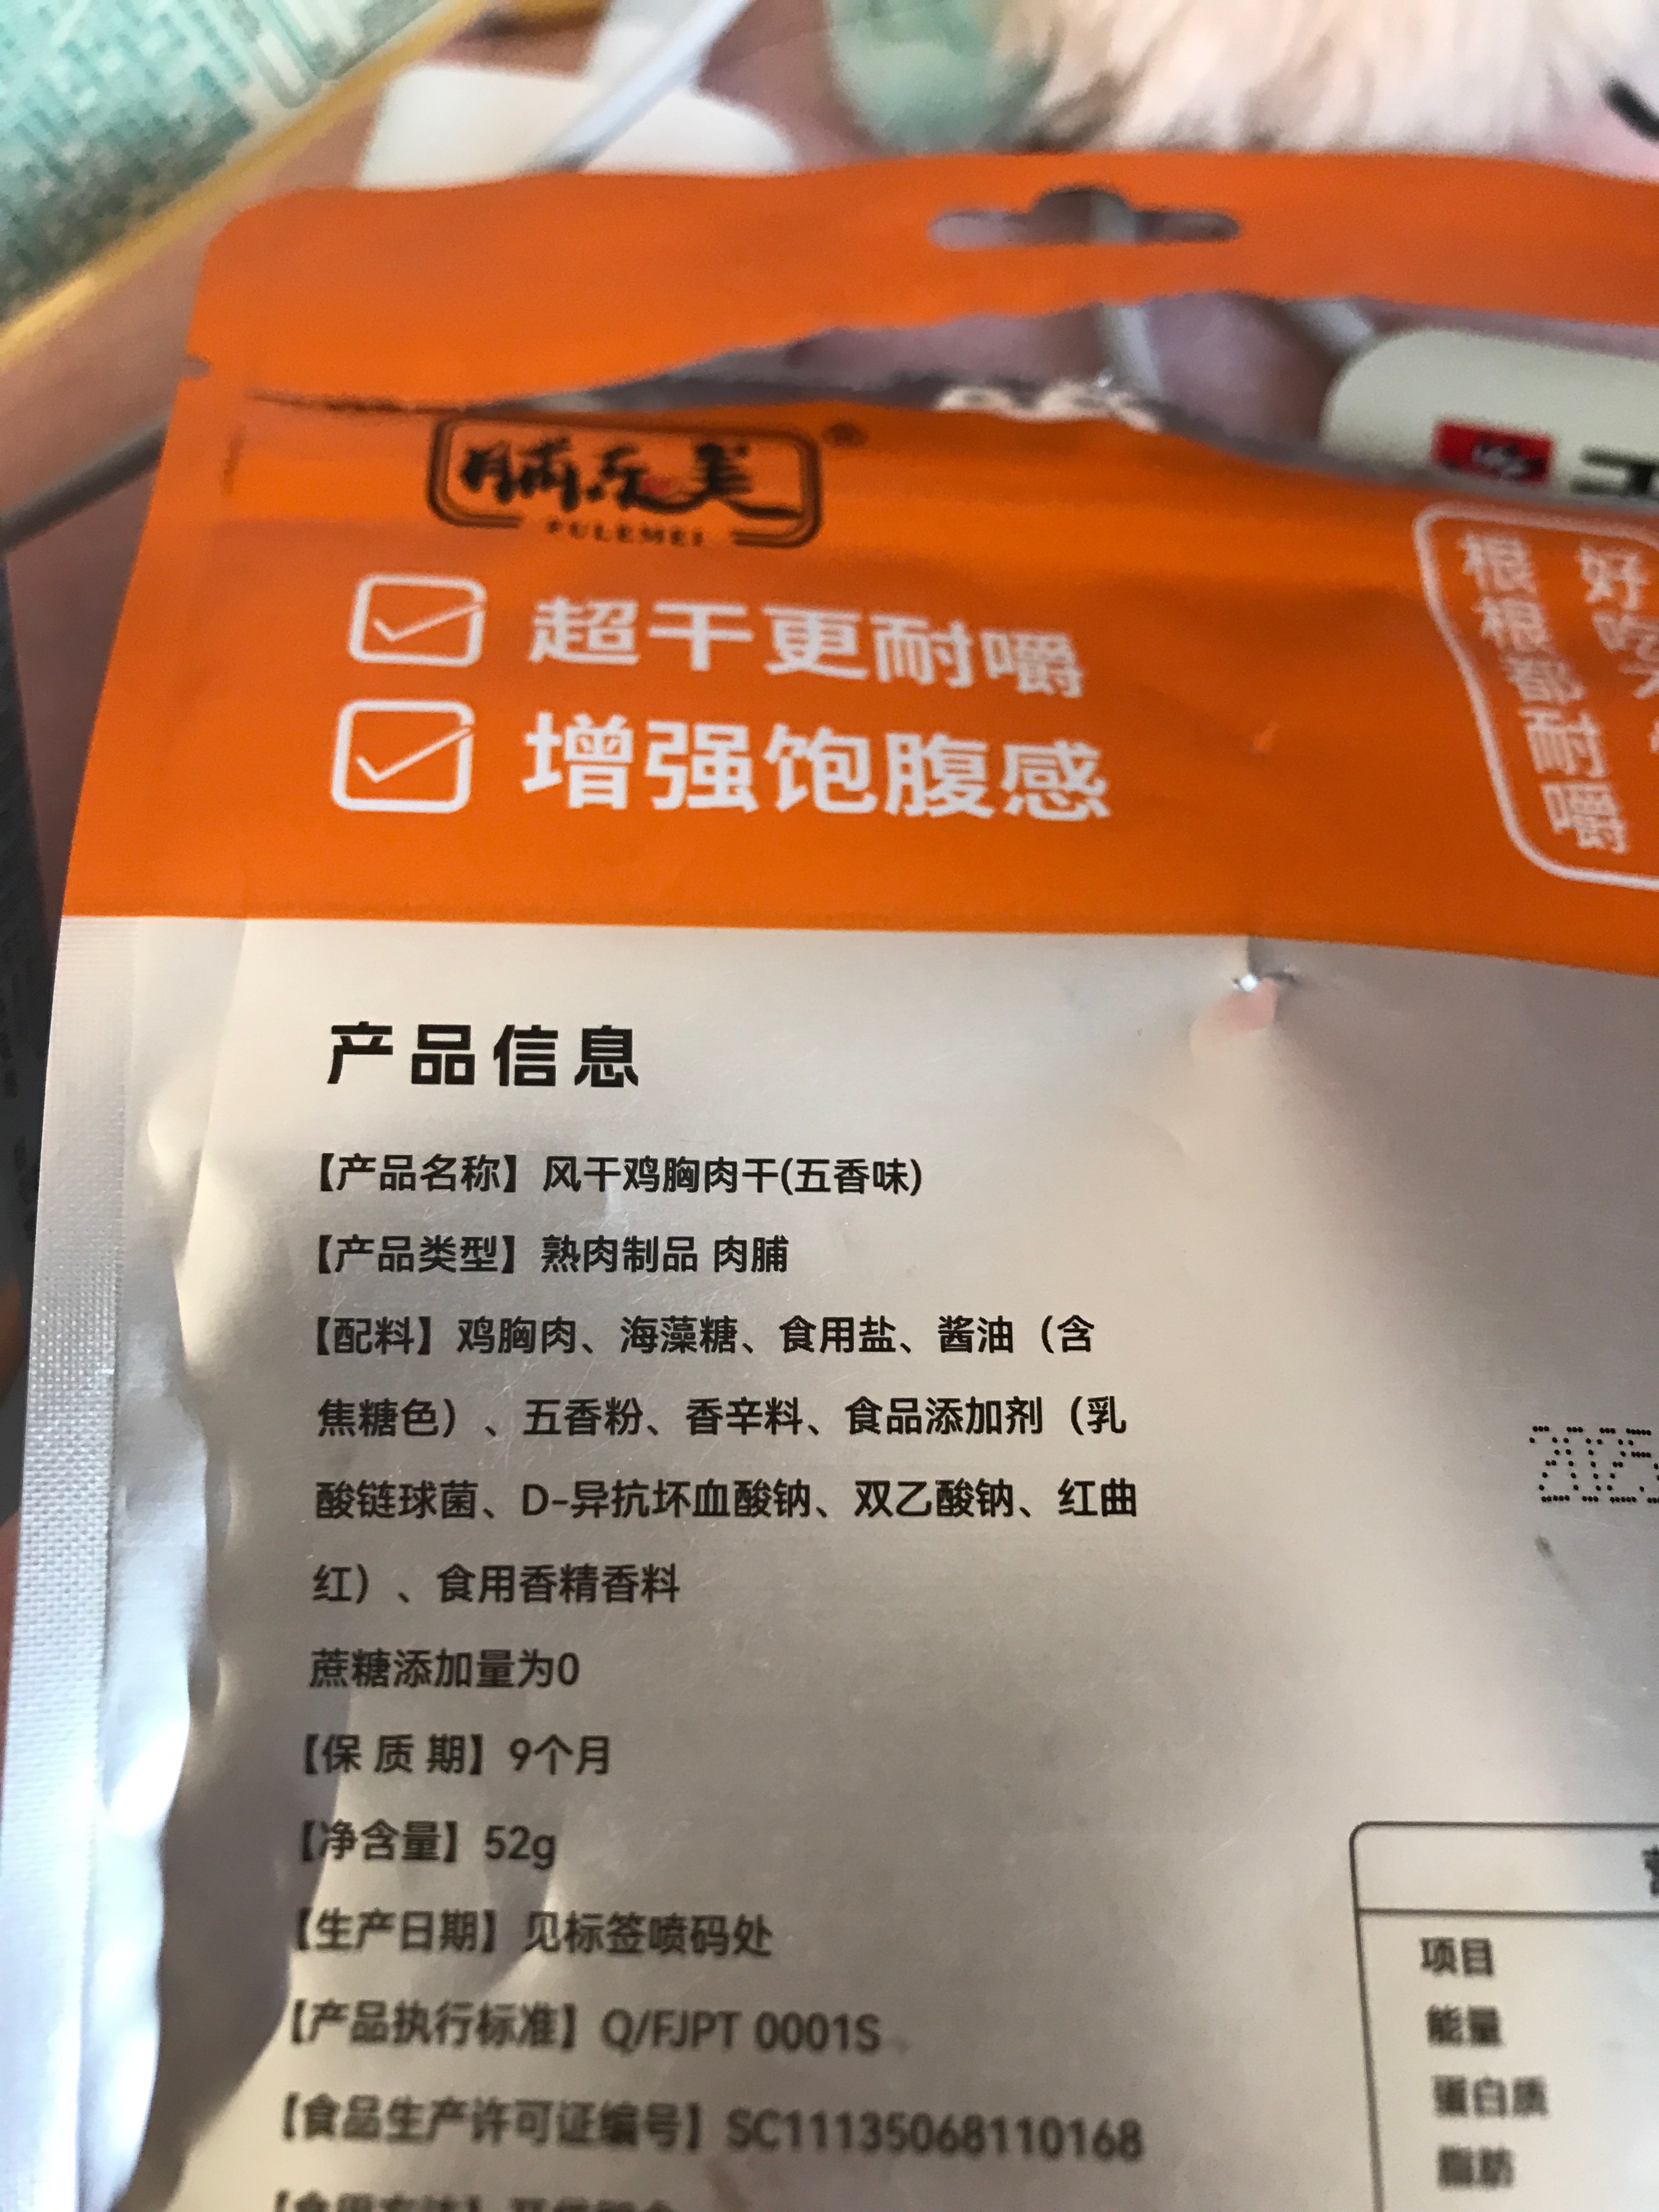 脯乐美
PULEMEI
超干更耐嚼
增强饱腹感
好吃
根根都耐嚼
产品信息
【产品名称】风干鸡胸肉干(五香味)
【产品类型】熟肉制品 肉脯
【配料】鸡胸肉、海藻糖、食用盐、酱油（含
焦糖色）、五香粉、香辛料、食品添加剂（乳
酸链球菌、D-异抗坏血酸钠、双乙酸钠、红曲
红）、食用香精香料
蔗糖添加量为0
【保 质 期】9个月
【净含量】52g
【生产日期】见标签喷码处
【产品执行标准】Q/FJPT 0001S
【食品生产许可证编号】SC11135068110168
2025
项目
能量
蛋白质
脂肪